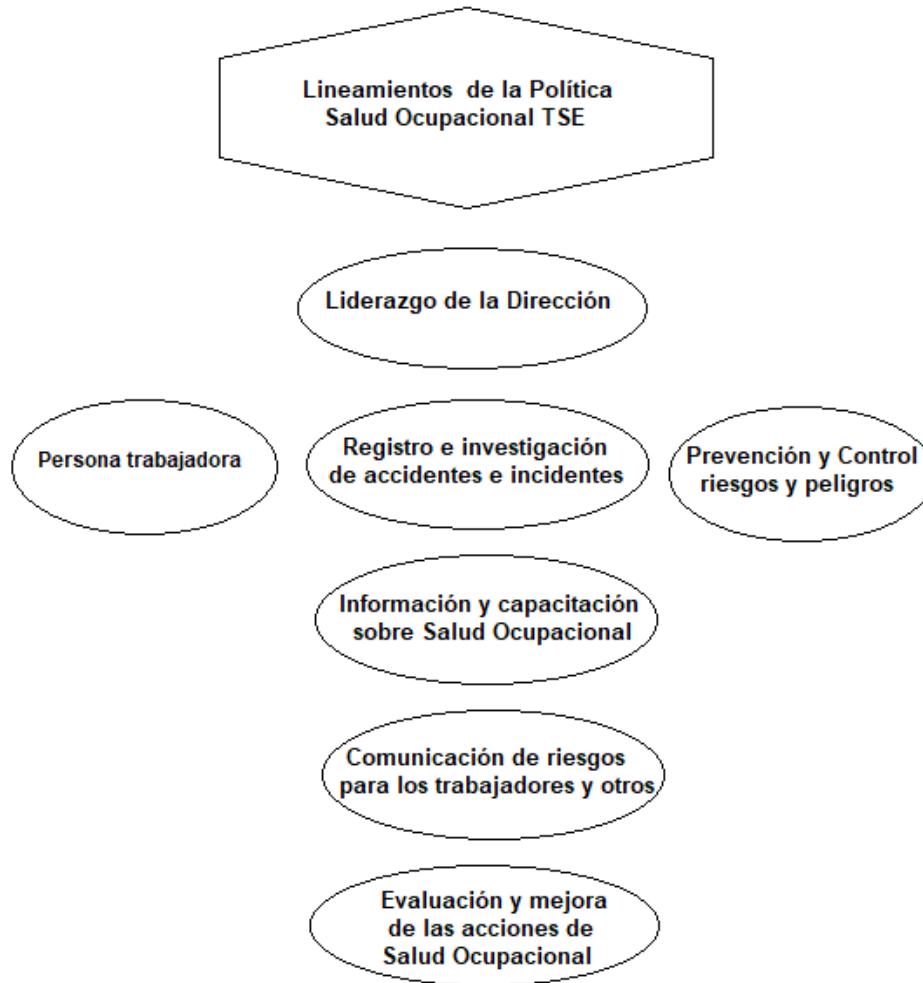 Lineamientos de la Política
Salud Ocupacional TSE
Liderazgo de la Dirección
Persona trabajadora
Registro e investigación
de accidentes e incidentes
Prevención y Control
riesgos y peligros
Información y capacitación
sobre Salud Ocupacional
Comunicación de riesgos
para los trabajadores y otros
Evaluación y mejora
de las acciones de
Salud Ocupacional